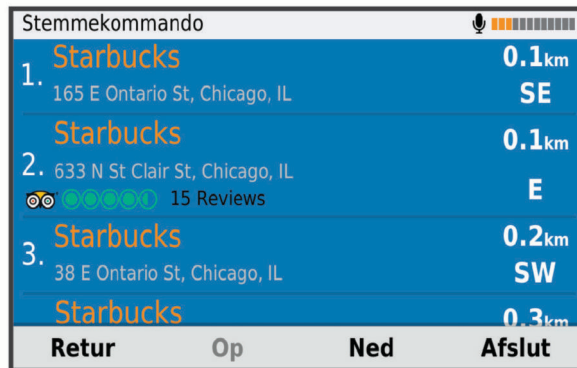 Stemmekommando
1. Starbucks 0.1km
165 E Ontario St, Chicago, IL SE
Starbucks 0.1km
2. 633 N St Clair St, Chicago, IL
15 Reviews E
Starbucks 0.2km
3. 38 E Ontario St, Chicago, IL SW
Starbucks 0.3km
Retur Op Ned Afslut